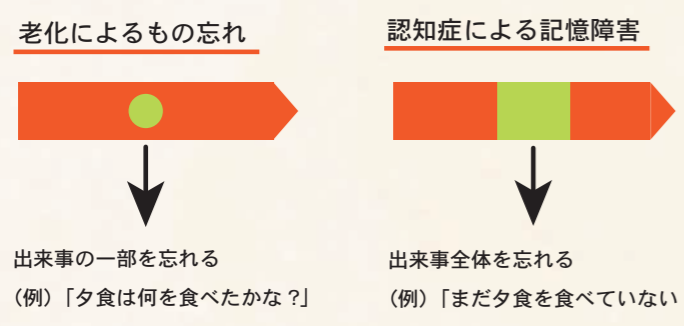 老化によるもの忘れ
出来事の一部を忘れる
（例）「夕食は何を食べたかな？」
認知症による記憶障害
出来事全体を忘れる
（例）「まだ夕食を食べていない